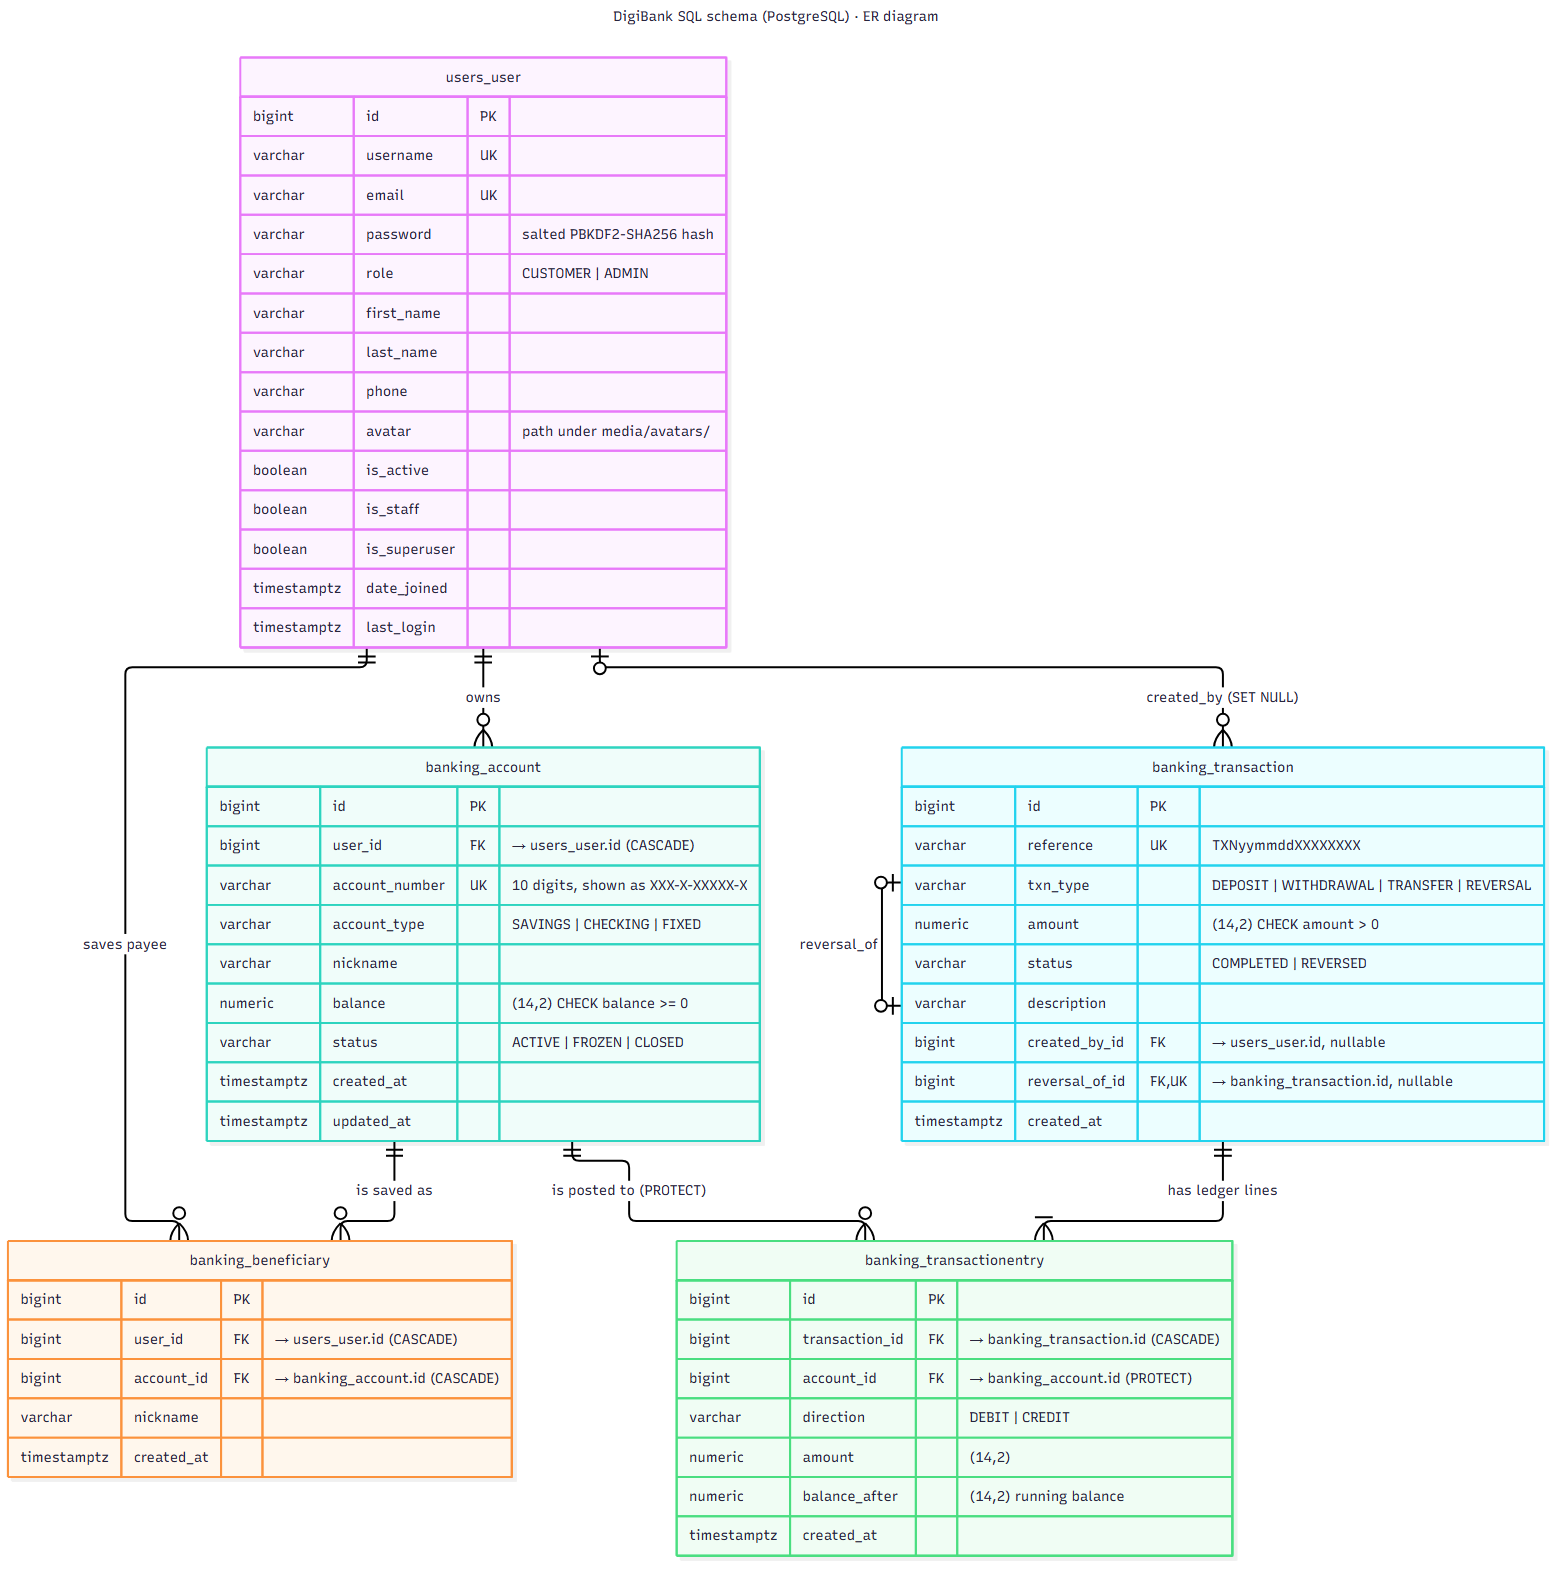 DigiBank SQL schema (PostgreSQL) · ER diagram
users_user
bigint id PK
varchar username UK
varchar email UK
varchar password salted PBKDF2-SHA256 hash
varchar role CUSTOMER | ADMIN
varchar first_name
varchar last_name
varchar phone
varchar avatar path under media/avatars/
boolean is_active
boolean is_staff
boolean is_superuser
timestamptz date_joined
timestamptz last_login
owns
created_by (SET NULL)
saves payee
banking_account
bigint id PK
bigint user_id FK → users_user.id (CASCADE)
varchar account_number UK 10 digits, shown as XXX-X-XXXXX-X
varchar account_type SAVINGS | CHECKING | FIXED
varchar nickname
numeric balance (14,2) CHECK balance >= 0
varchar status ACTIVE | FROZEN | CLOSED
timestamptz created_at
timestamptz updated_at
reversal_of
banking_transaction
bigint id PK
varchar reference UK TXNyymmddXXXXXXXX
varchar txn_type DEPOSIT | WITHDRAWAL | TRANSFER | REVERSAL
numeric amount (14,2) CHECK amount > 0
varchar status COMPLETED | REVERSED
varchar description
bigint created_by_id FK → users_user.id, nullable
bigint reversal_of_id FK,UK → banking_transaction.id, nullable
timestamptz created_at
is saved as
is posted to (PROTECT)
has ledger lines
banking_beneficiary
bigint id PK
bigint user_id FK → users_user.id (CASCADE)
bigint account_id FK → banking_account.id (CASCADE)
varchar nickname
timestamptz created_at
banking_transactionentry
bigint id PK
bigint transaction_id FK → banking_transaction.id (CASCADE)
bigint account_id FK → banking_account.id (PROTECT)
varchar direction DEBIT | CREDIT
numeric amount (14,2)
numeric balance_after (14,2) running balance
timestamptz created_at